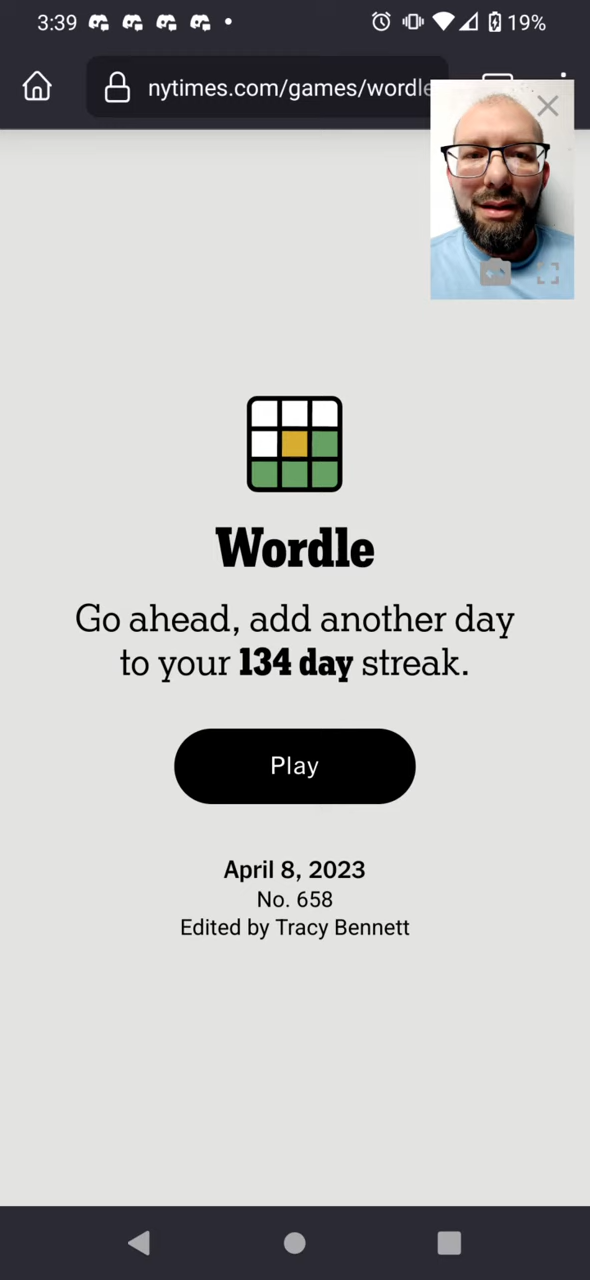 3:39
19%
nytimes.com/games/wordle
Wordle
Go ahead, add another day
to your 134 day streak.
Play
April 8, 2023
No. 658
Edited by Tracy Bennett